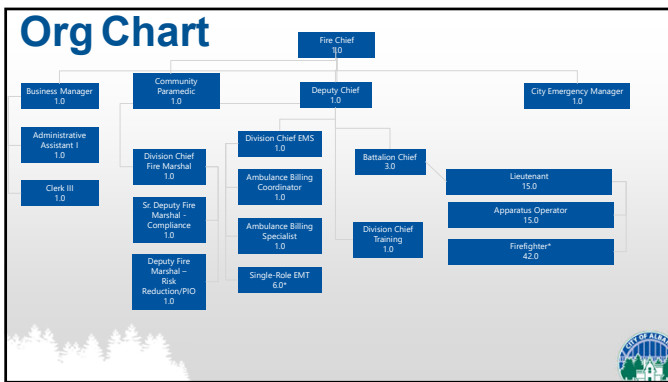 Org Chart
Fire Chief
1.0
Business Manager
1.0
Community
Paramedic
1.0
Deputy Chief
1.0
City Emergency Manager
1.0
Administrative
Assistant I
1.0
Clerk III
1.0
Division Chief
Fire Marshal
1.0
Sr. Deputy Fire
Marshal -
Compliance
1.0
Deputy Fire
Marshal –
Risk
Reduction/PIO
1.0
Division Chief EMS
1.0
Ambulance Billing
Coordinator
1.0
Ambulance Billing
Specialist
1.0
Single-Role EMT
6.0*
Battalion Chief
3.0
Division Chief
Training
1.0
Lieutenant
15.0
Apparatus Operator
15.0
Firefighter*
42.0
CITY OF ALBA